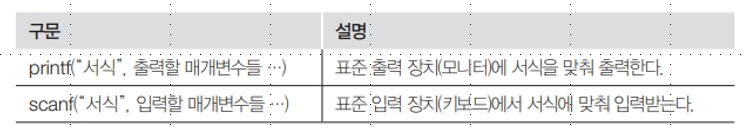 구문 설명
printf(“서식”, 출력할 매개변수들 …) 표준 출력 장치(모니터)에 서식을 맞춰 출력한다.
scanf(“서식”, 입력할 매개변수들 …) 표준 입력 장치(키보드)에서 서식에 맞춰 입력받는다.